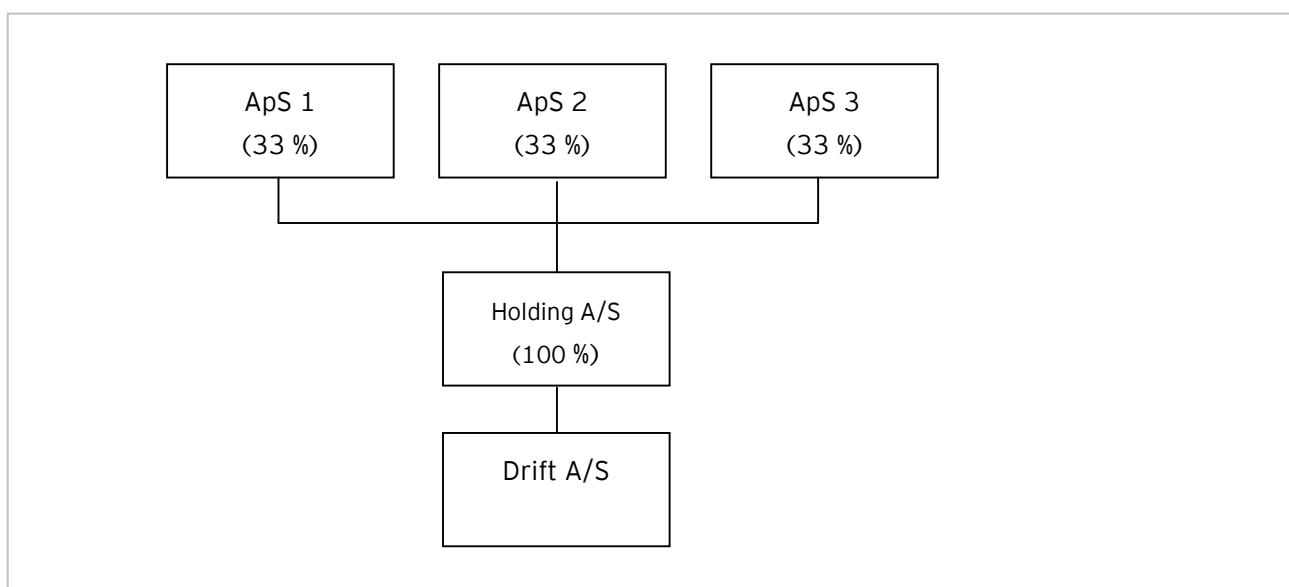 ApS 1
(33 %)
ApS 2
(33 %)
ApS 3
(33 %)
Holding A/S
(100 %)
Drift A/S